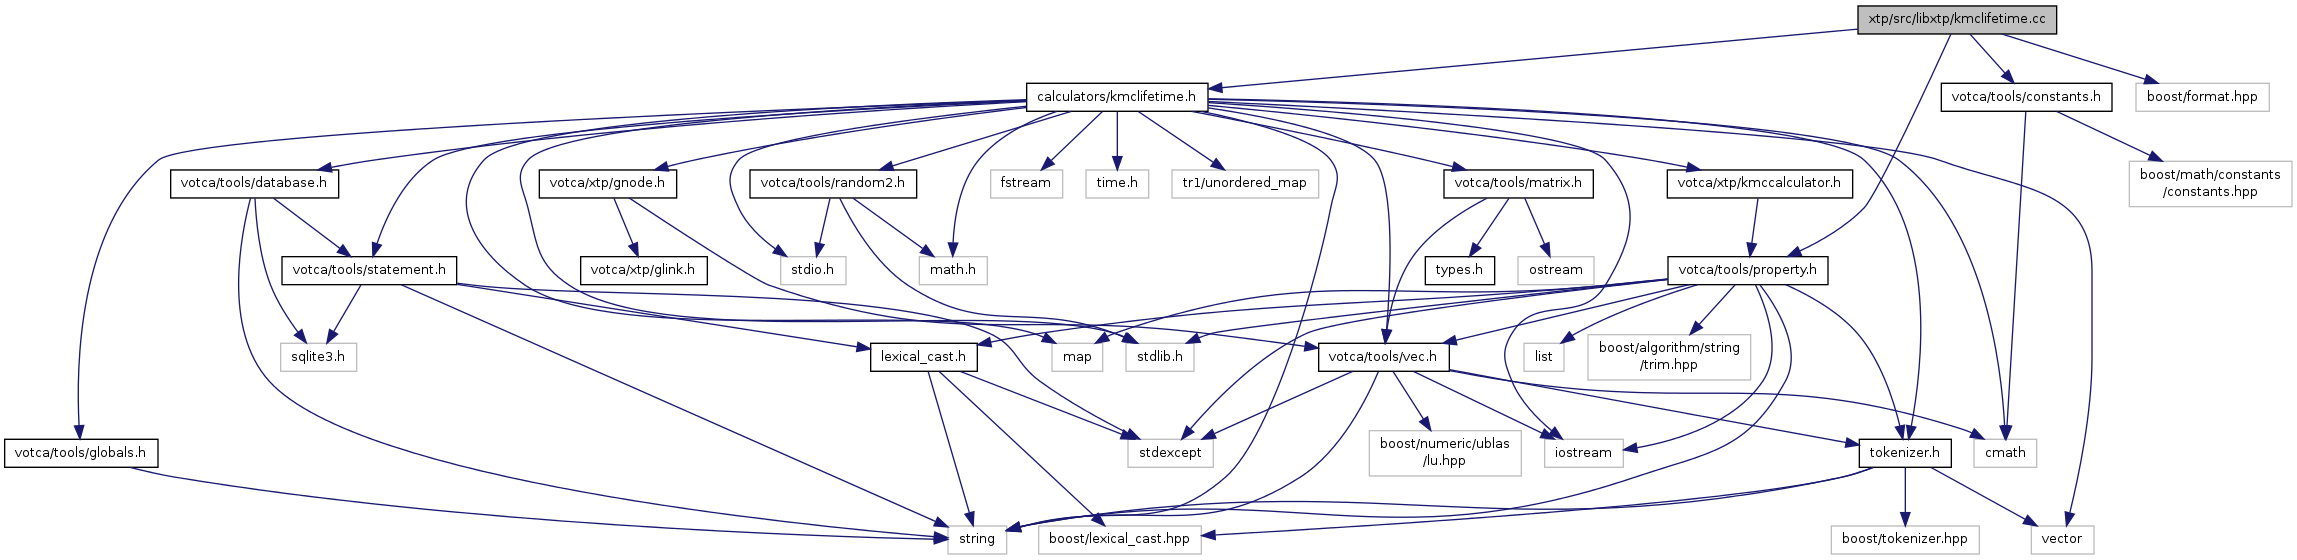 xtp/src/libxtp/kmclifetime.cc
calculators/kmclifetime.h
votca/tools/constants.h
boost/format.hpp
votca/tools/database.h
votca/xtp/gnode.h
votca/tools/random2.h
fstream
time.h
tr1/unordered_map
votca/tools/matrix.h
votca/xtp/kmccalculator.h
boost/math/constants
/constants.hpp
votca/tools/statement.h
votca/xtp/glink.h
stdio.h
math.h
types.h
ostream
votca/tools/property.h
sqlite3.h
lexical_cast.h
map
stdlib.h
votca/tools/vec.h
list
boost/algorithm/string
/trim.hpp
votca/tools/globals.h
stdexcept
boost/numeric/ublas
/lu.hpp
iostream
tokenizer.h
cmath
string
boost/lexical_cast.hpp
boost/tokenizer.hpp
vector